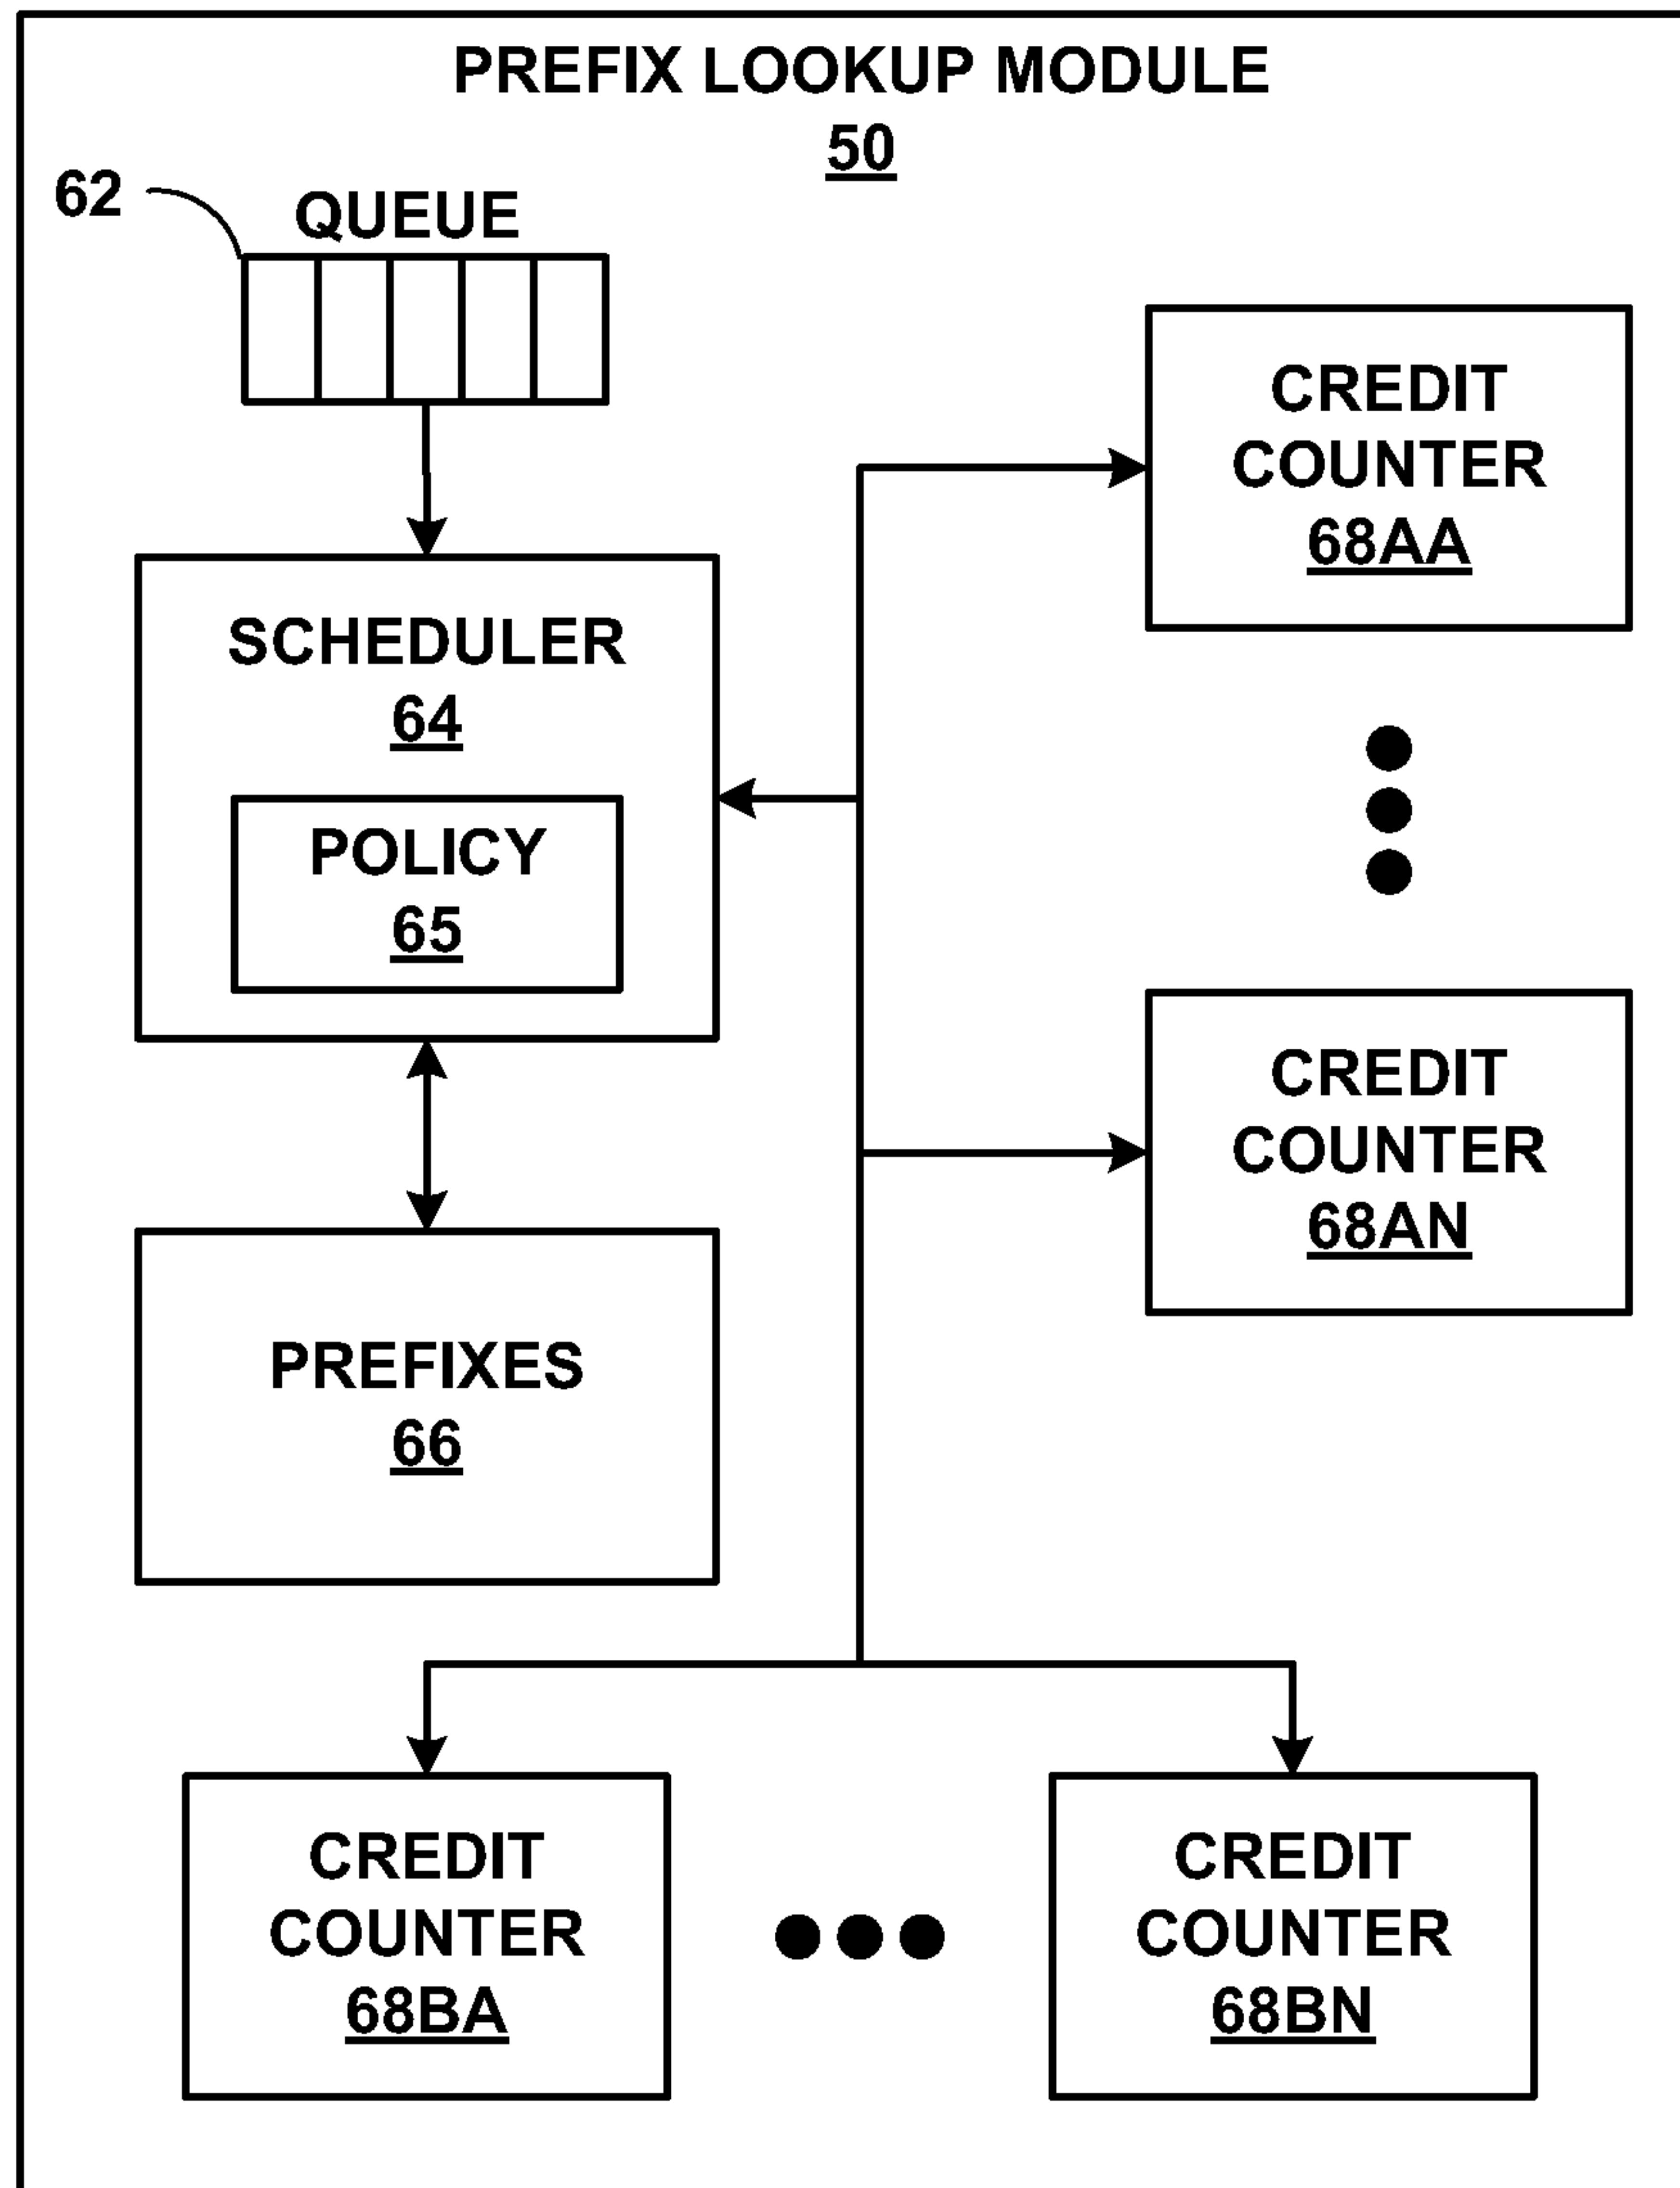 PREFIX LOOKUP MODULE
50
62
QUEUE
SCHEDULER
64
POLICY
65
PREFIXES
66
CREDIT
COUNTER
68AA
CREDIT
COUNTER
68AN
CREDIT
COUNTER
68BA
CREDIT
COUNTER
68BN